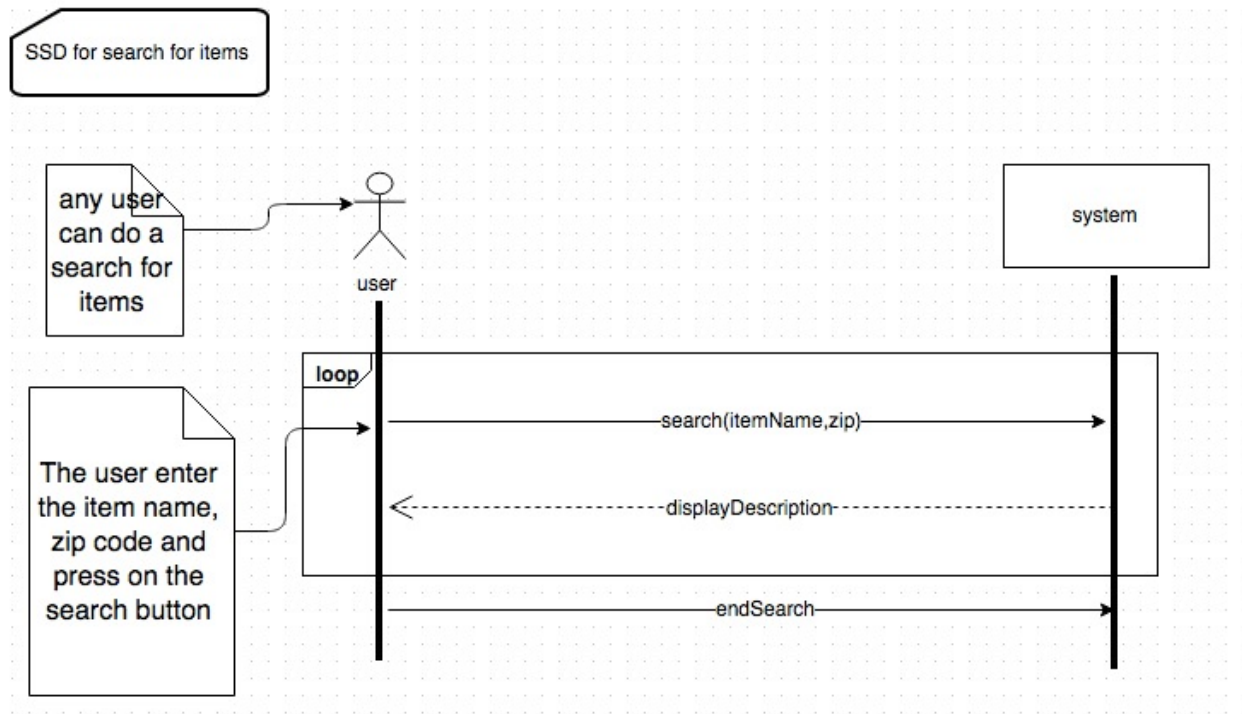 SSD for search for items
any user
can do a
search for
items
user
system
loop
search(itemName,zip)
The user enter
the item name,
zip code and
press on the
search button
displayDescription
endSearch